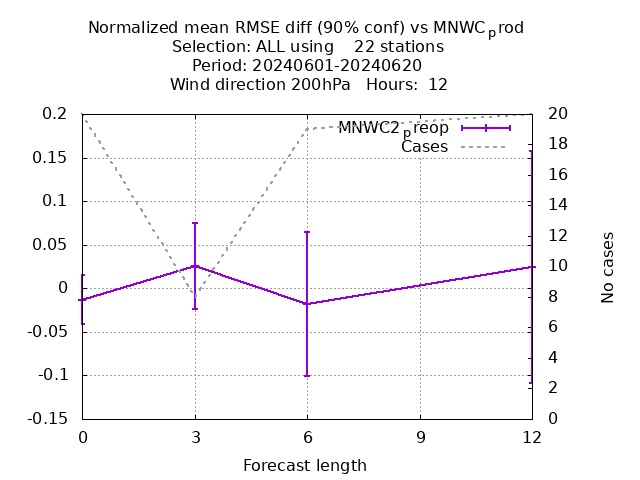 Normalized mean RMSE diff (90% conf) vs MNWCprod
Selection: ALL using 22 stations
Period: 20240601-20240620
Wind direction 200hPa Hours: 12
0.2 20
MNWC2preop
Cases
18
0.15
16
0.1
14
12
0.05
10
0
8
-0.05
6
4
-0.1
2
-0.15 0
No cases
0 3 6 9 12
Forecast length